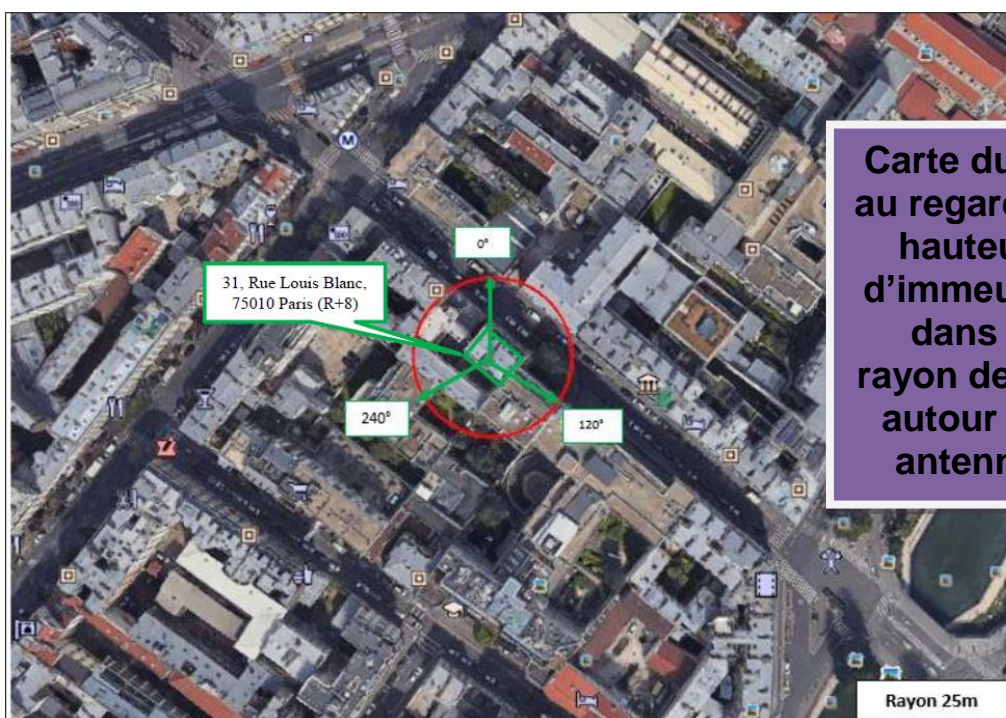 0°
31, Rue Louis Blanc,
75010 Paris (R+8)
240°
120°
Carte du
au regar
hauteu
d'immeu
dans
rayon de
autour
antenn
M
Rayon 25m